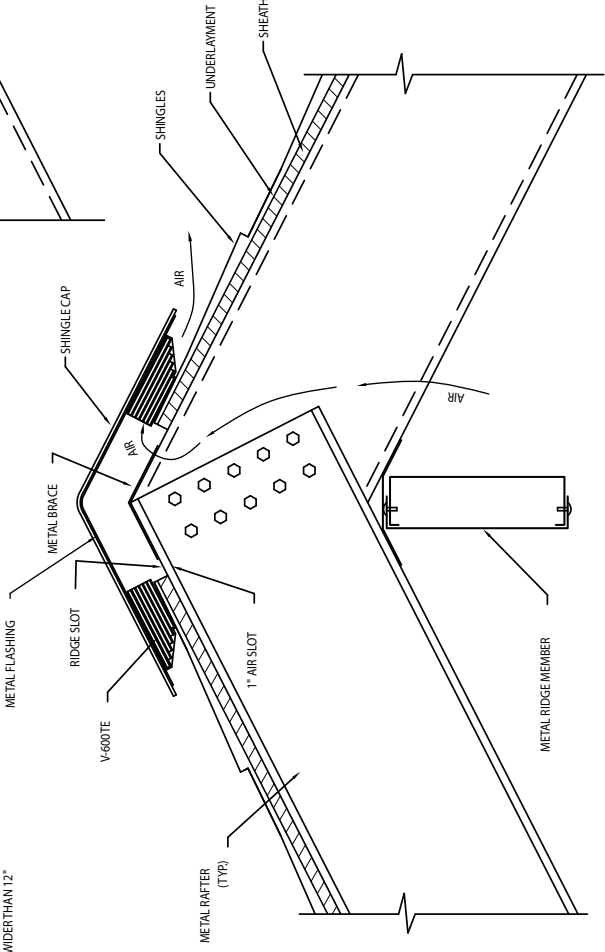 WIDER THAN 12"
METAL FLASHING
METAL BRACE
SHINGLE CAP
RIDGE SLOT
V-600TE
AIR
AIR
AIR
SHINGLES
UNDERLAYMENT
SHEATH
1" AIR SLOT
METAL RAFTER
(TYP.)
METAL RIDGE MEMBER